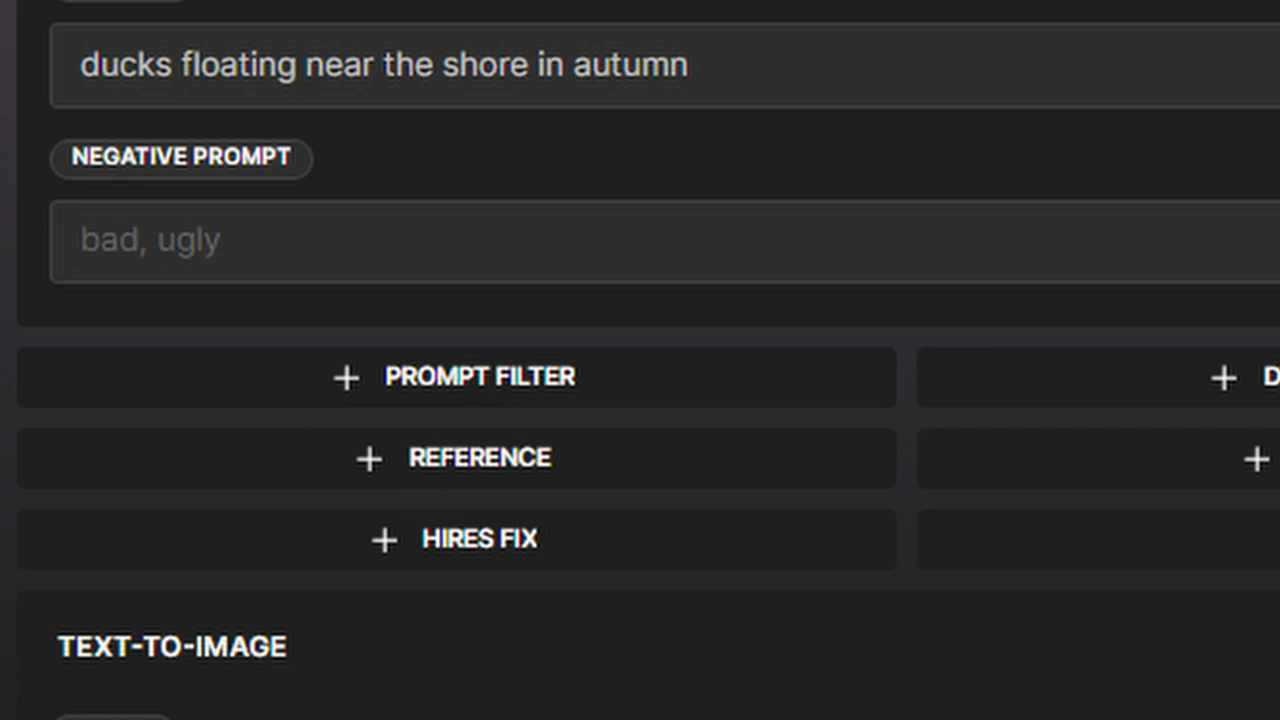 ducks floating near the shore in autumn
NEGATIVE PROMPT
bad, ugly
+ PROMPT FILTER
+ D
+ REFERENCE
+
+ HIRES FIX
TEXT-TO-IMAGE